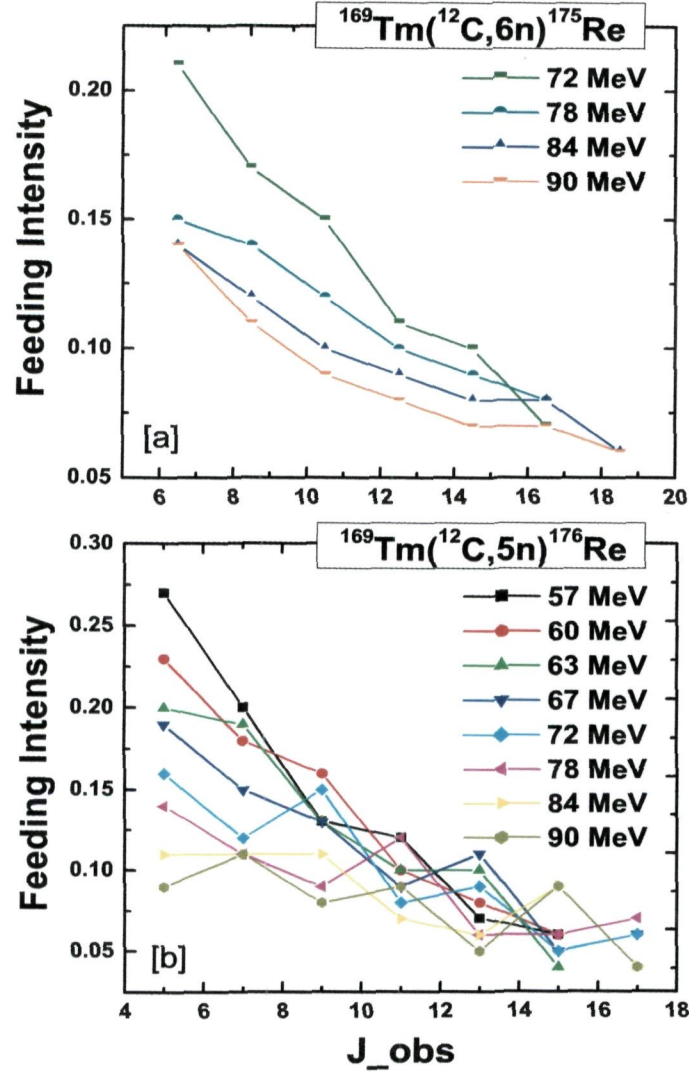 ¹⁶⁹Tm(¹²C,6n)¹⁷⁵Re
72 MeV
78 MeV
84 MeV
90 MeV
Feeding Intensity
0.20
0.15
0.10
0.05
[a]
6 8 10 12 14 16 18 20
¹⁶⁹Tm(¹²C,5n)¹⁷⁶Re
57 MeV
60 MeV
63 MeV
67 MeV
72 MeV
78 MeV
84 MeV
90 MeV
Feeding Intensity
0.30
0.25
0.20
0.15
0.10
0.05
[b]
4 6 8 10 12 14 16 18
J_obs